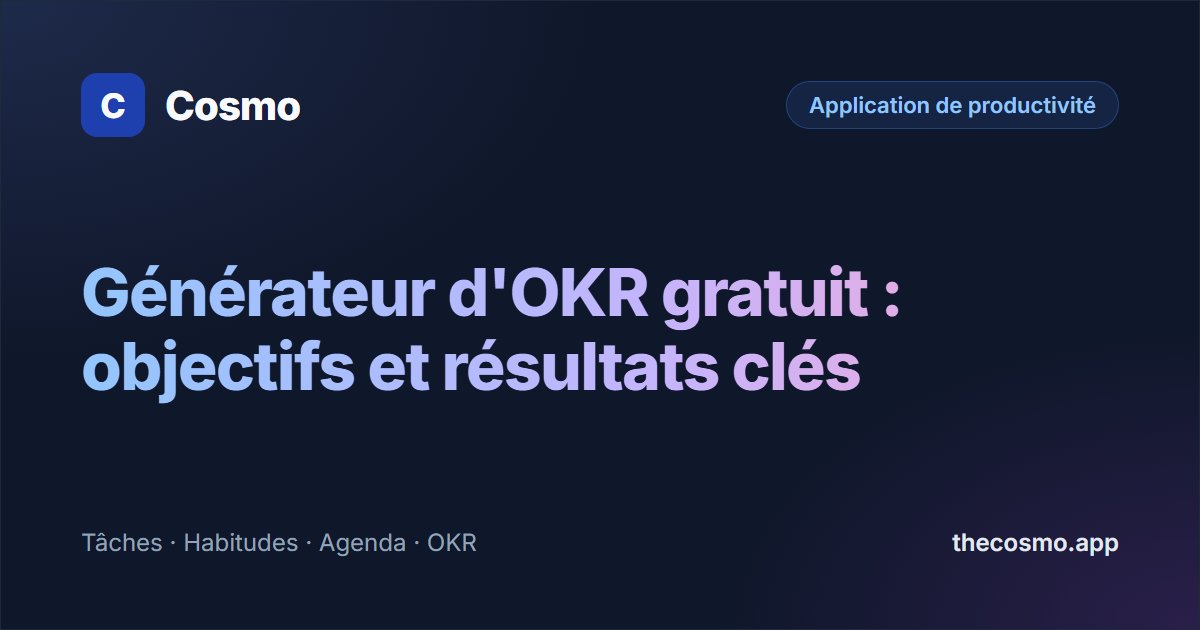 C
Cosmo
Application de productivité
Générateur d'OKR gratuit :
objectifs et résultats clés
Tâches · Habitudes · Agenda · OKR
thecosmo.app